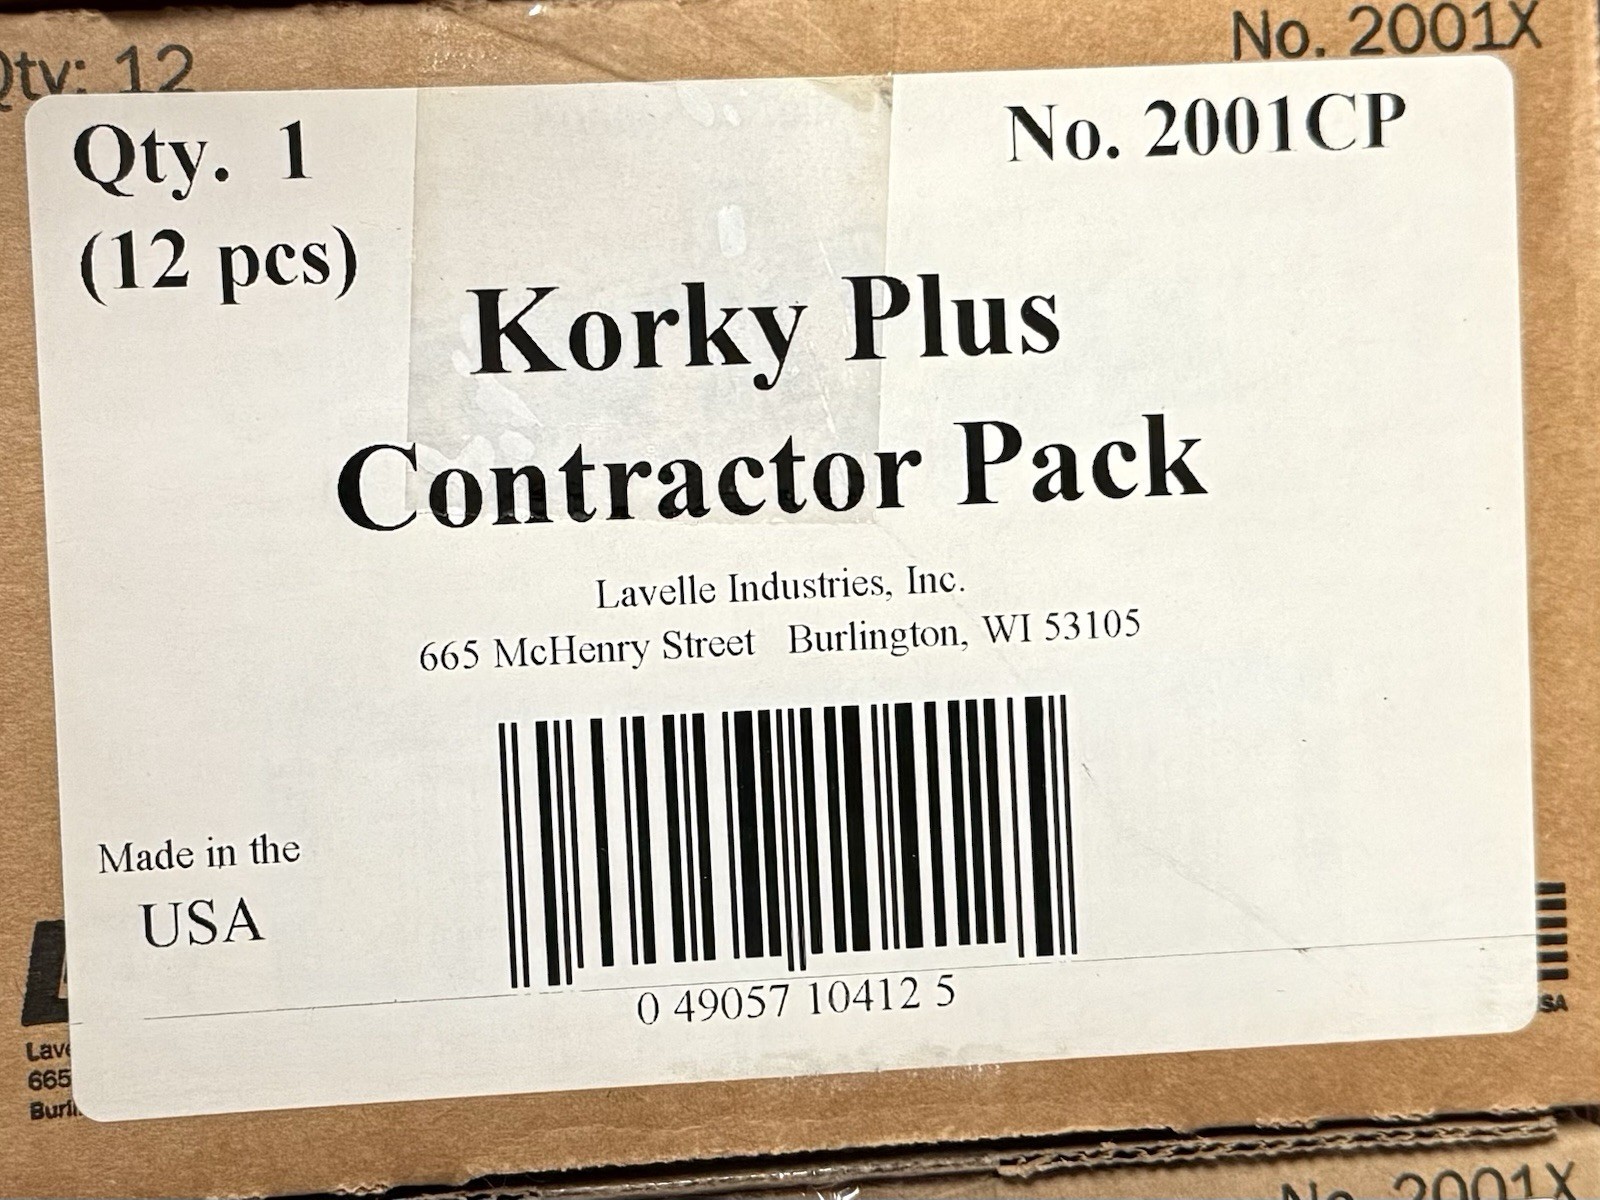 Qty: 12
No. 2001X
Qty. 1
No. 2001CP
(12 pcs)
Korky Plus
Contractor Pack
Lavelle Industries, Inc.
665 McHenry Street Burlington, WI 53105
Made in the
USA
0 49057 10412 5
665
No. 2001X